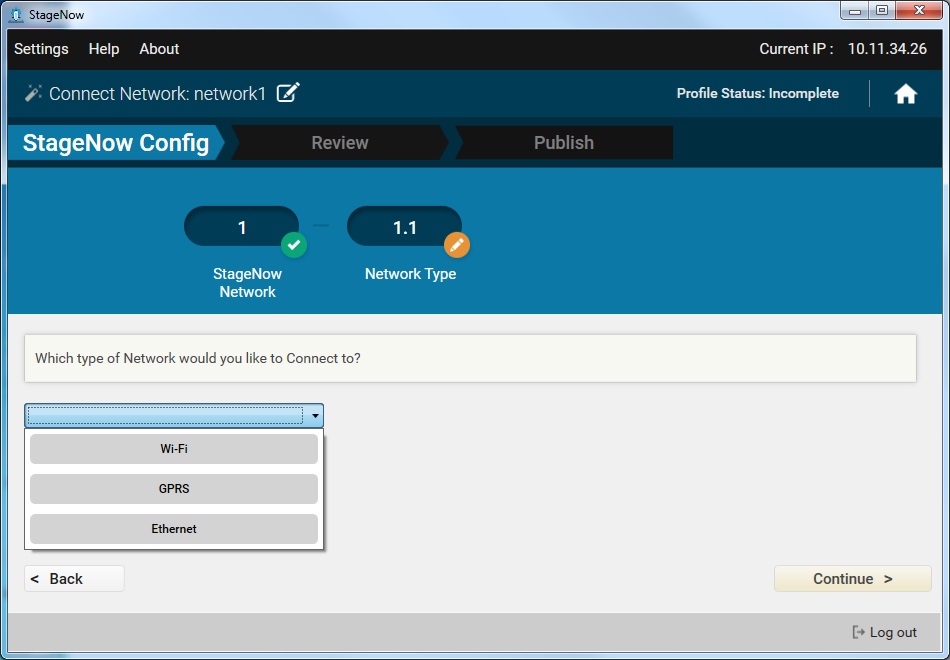 StageNow
Settings Help About Current IP : 10.11.34.26
Connect Network: network1 Profile Status: Incomplete
StageNow Config Review Publish
1 1.1
StageNow Network Type
Network
Which type of Network would you like to Connect to?
Wi-Fi
GPRS
Ethernet
< Back Continue >
Log out